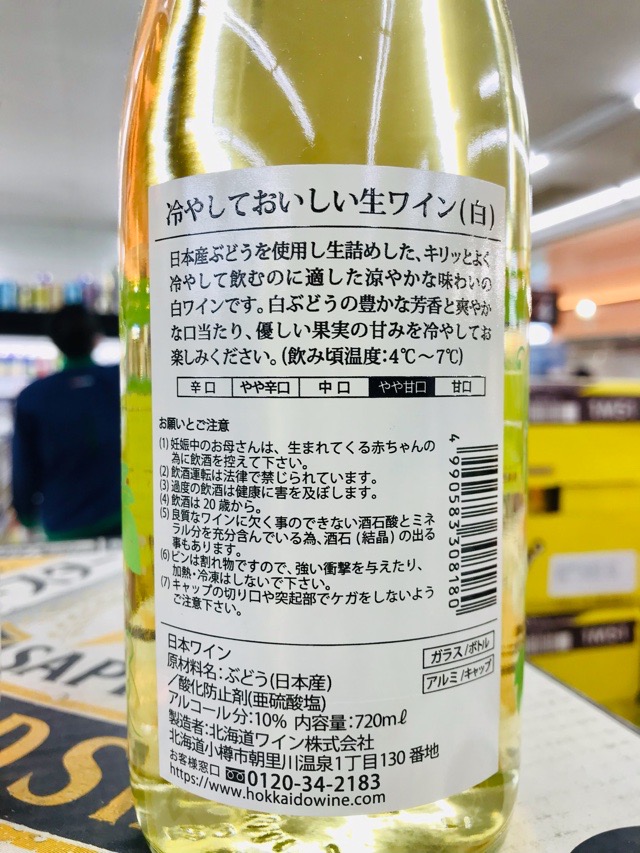 冷やしておいしい生ワイン(白)
日本産ぶどうを使用し生詰めした、キリッとよく
冷やして飲むのに適した涼やかな味わいの
白ワインです。白ぶどうの豊かな芳香と爽やか
な口当たり、優しい果実の甘みを冷やしてお
楽しみください。(飲み頃温度:4℃～7℃)
辛口 やや辛口 中口 やや甘口 甘口
お願いとご注意
(1) 妊娠中のお母さんは、生まれてくる赤ちゃんの
為に飲酒を控えて下さい。
(2) 飲酒運転は法律で禁じられています。
(3) 過度の飲酒は健康に害を及ぼします。
(4) 飲酒は 20 歳から。
(5) 良質なワインに欠く事のできない酒石酸とミネ
ラル分を充分含んでいる為、酒石 (結晶) の出る
事もあります。
(6) ビンは割れ物ですので、強い衝撃を与えたり、
加熱・冷凍はしないで下さい。
(7) キャップの切り口や突起部でケガをしないよう
ご注意下さい。
4990583308180
日本ワイン
原材料名:ぶどう(日本産)
/酸化防止剤(亜硫酸塩)
アルコール分:10% 内容量:720mℓ
製造者:北海道ワイン株式会社
北海道小樽市朝里川温泉1丁目130番地
お客様窓口 0120-34-2183
https://www.hokkaidowine.com
ガラス/ボトル
アルミ/キャップ